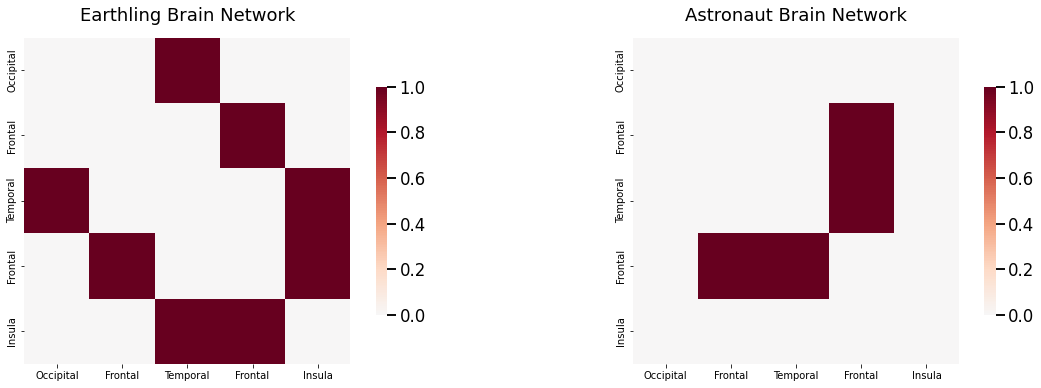 Earthling Brain Network
Astronaut Brain Network
Occipital
Frontal
Temporal
Frontal
Insula
Occipital Frontal Temporal Frontal Insula
1.0
0.8
0.6
0.4
0.2
0.0
Occipital
Frontal
Temporal
Frontal
Insula
Occipital Frontal Temporal Frontal Insula
1.0
0.8
0.6
0.4
0.2
0.0